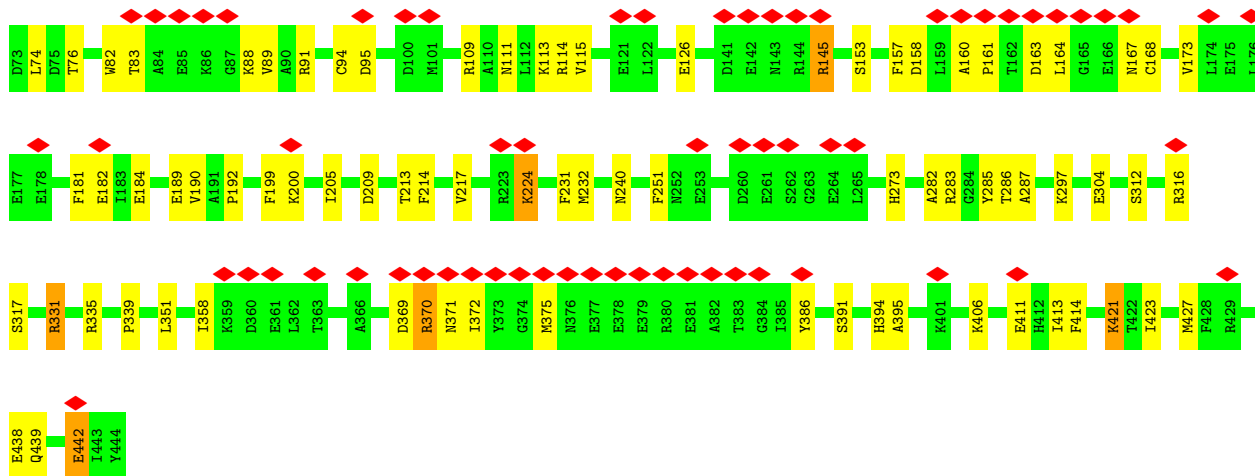 D73 L74 D75 T76 W82 T83 A84 E85 K86 G87 K88 V89 A90 R91 C94 D95 D100 M101 R109 A110 N111 L112 K113 R114 V115 E121 L122 E126 D141 E142 N143 R144 R145 S153 F157 D158 L159 A160 P161 T162 D163 L164 G165 E166 N167 C168 V173 L174 E175 L176
E177 E178 F181 E182 I183 E184 E189 V190 A191 P192 F199 K200 I205 D209 T213 F214 V217 R223 K224 F231 M232 N240 F251 N252 E253 D260 E261 S262 G263 E264 L265 H273 A282 R283 G284 Y285 T286 A287 K297 E304 S312 R316
S317 R331 R335 P339 L351 I358 K359 D360 E361 L362 T363 A366 D369 R370 N371 I372 Y373 G374 M375 N376 E377 E378 E379 R380 E381 A382 T383 G384 I385 Y386 S391 H394 A395 K401 K406 E411 H412 I413 F414 K421 T422 I423 M427 F428 R429
E438 Q439 E442 I443 Y444